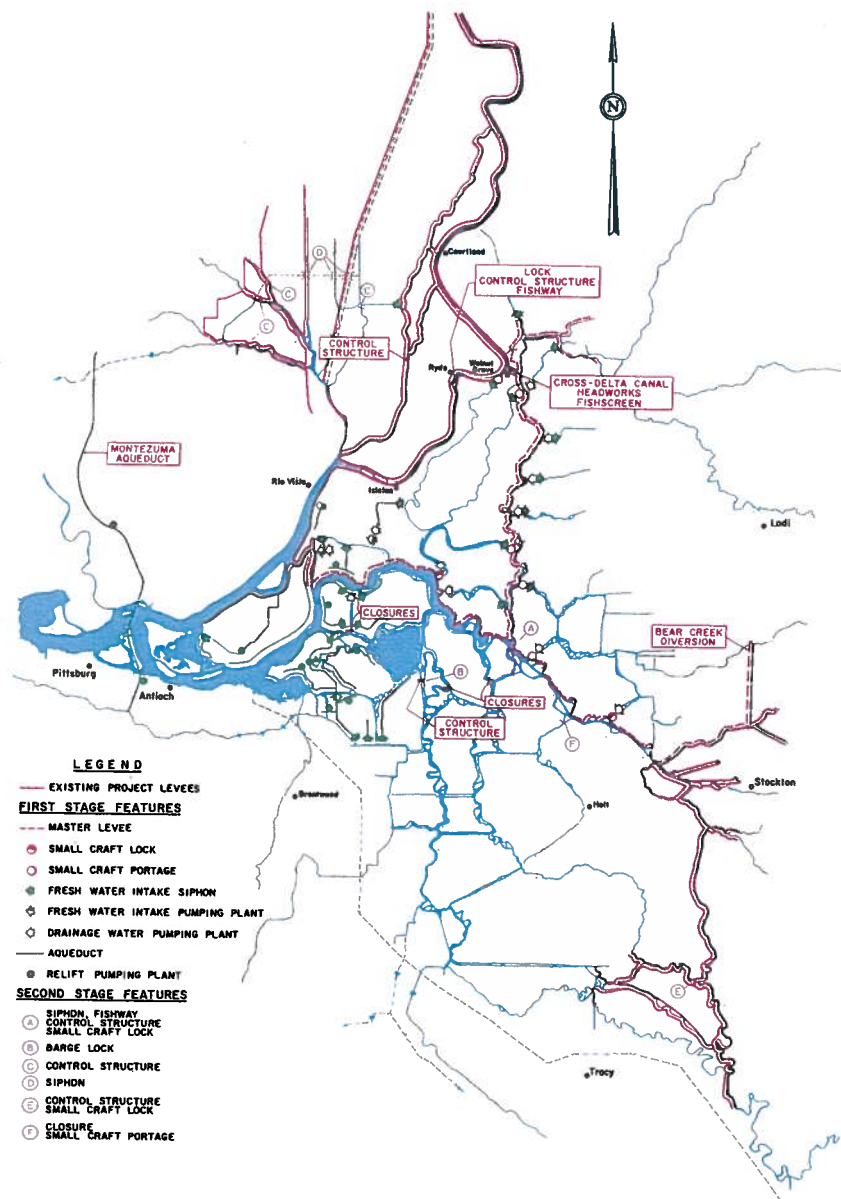 N
Courtland
LOCK
CONTROL STRUCTURE
FISHWAY
D
C
C
C
CONTROL
STRUCTURE
Ryde
Walnut
Grove
CROSS-DELTA CANAL
HEADWORKS
FISHSCREEN
MONTEZUMA
AQUEDUCT
Rio Vista
Isleton
Lodi
CLOSURES
A
BEAR CREEK
DIVERSION
Pittsburg
Antioch
B
CLOSURES
CONTROL
STRUCTURE
F
Stockton
Brentwood
Holt
E
Tracy
LEGEND
EXISTING PROJECT LEVEES
FIRST STAGE FEATURES
MASTER LEVEE
SMALL CRAFT LOCK
SMALL CRAFT PORTAGE
FRESH WATER INTAKE SIPHON
FRESH WATER INTAKE PUMPING PLANT
DRAINAGE WATER PUMPING PLANT
AQUEDUCT
RELIFT PUMPING PLANT
SECOND STAGE FEATURES
A SIPHON, FISHWAY
CONTROL STRUCTURE
SMALL CRAFT LOCK
B BARGE LOCK
C CONTROL STRUCTURE
D SIPHON
E CONTROL STRUCTURE
SMALL CRAFT LOCK
F CLOSURE
SMALL CRAFT PORTAGE